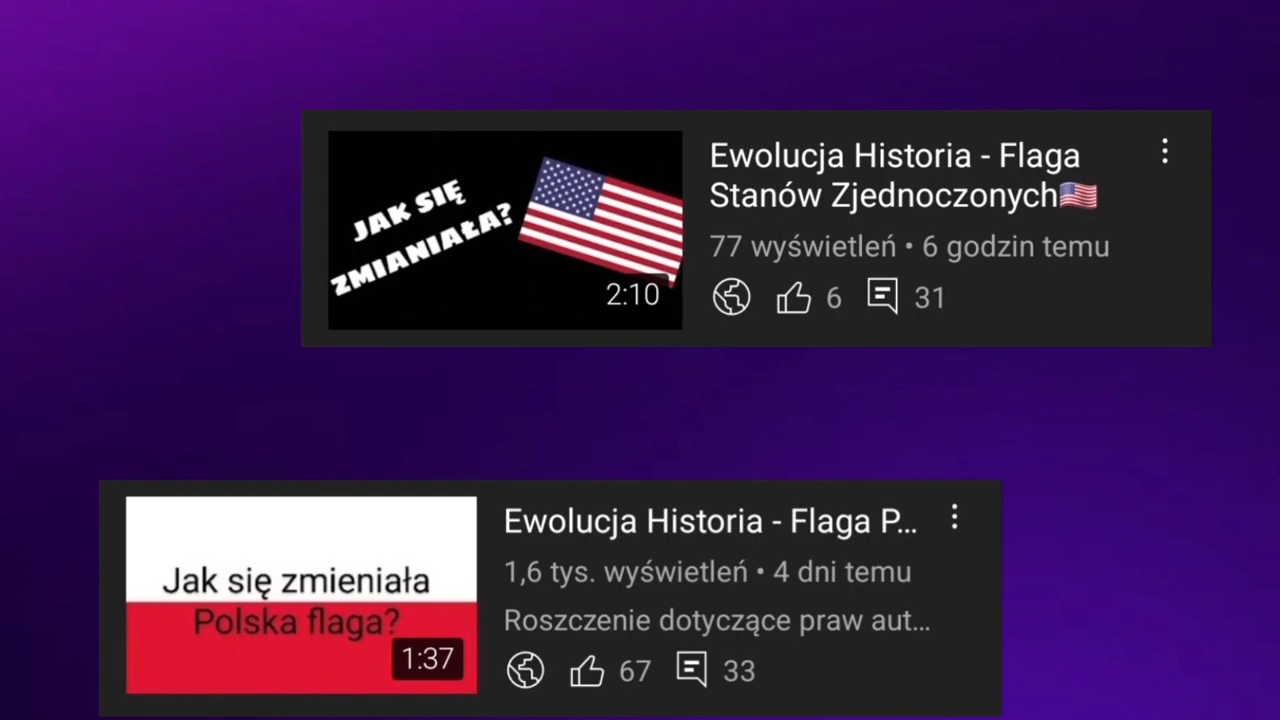 JAK SIĘ
ZMIANIAŁA?
2:10
Ewolucja Historia - Flaga
Stanów Zjednoczonych🇺🇸
77 wyświetleń • 6 godzin temu
6 31
Jak się zmieniała
Polska flaga?
1:37
Ewolucja Historia - Flaga P...
1,6 tys. wyświetleń • 4 dni temu
Roszczenie dotyczące praw aut...
67 33